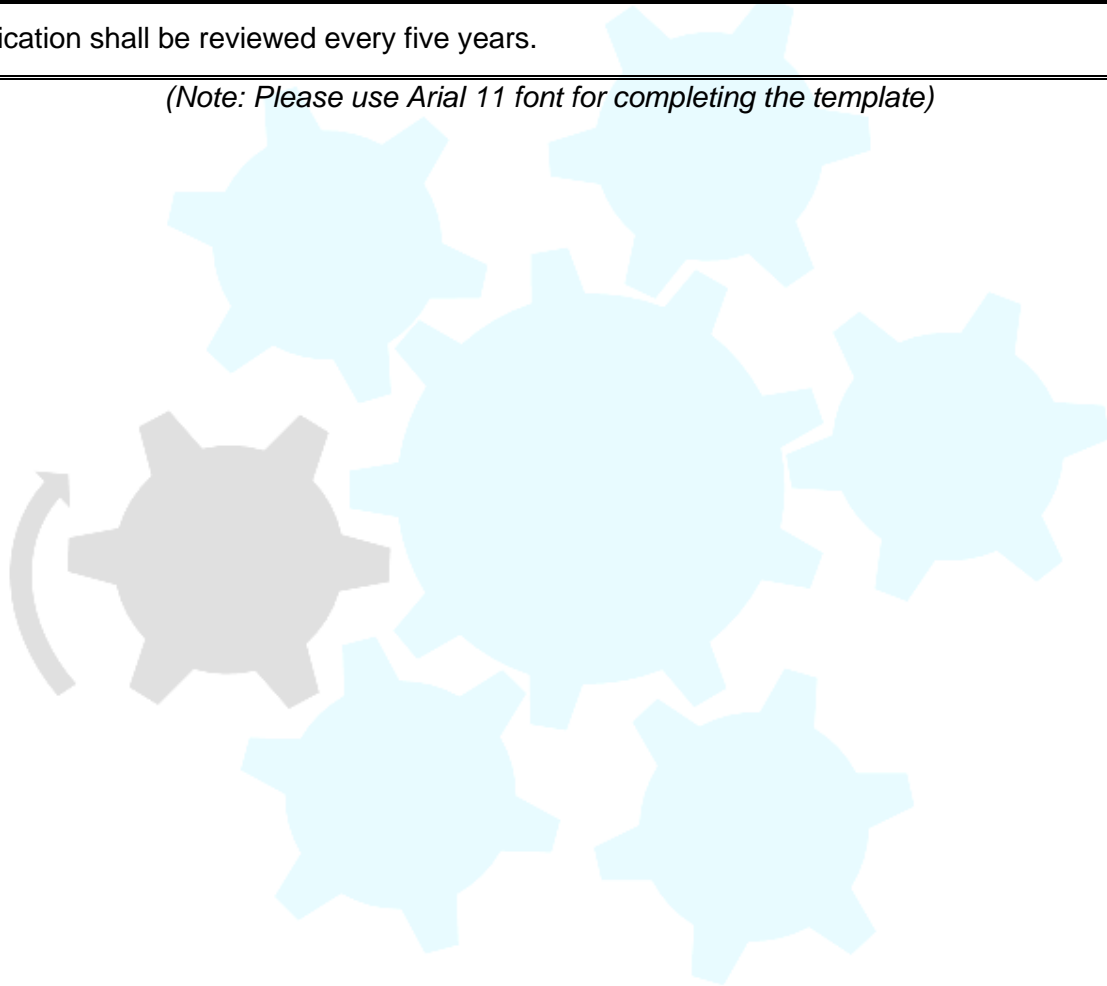 ication shall be reviewed every five years.
(Note: Please use Arial 11 font for completing the template)